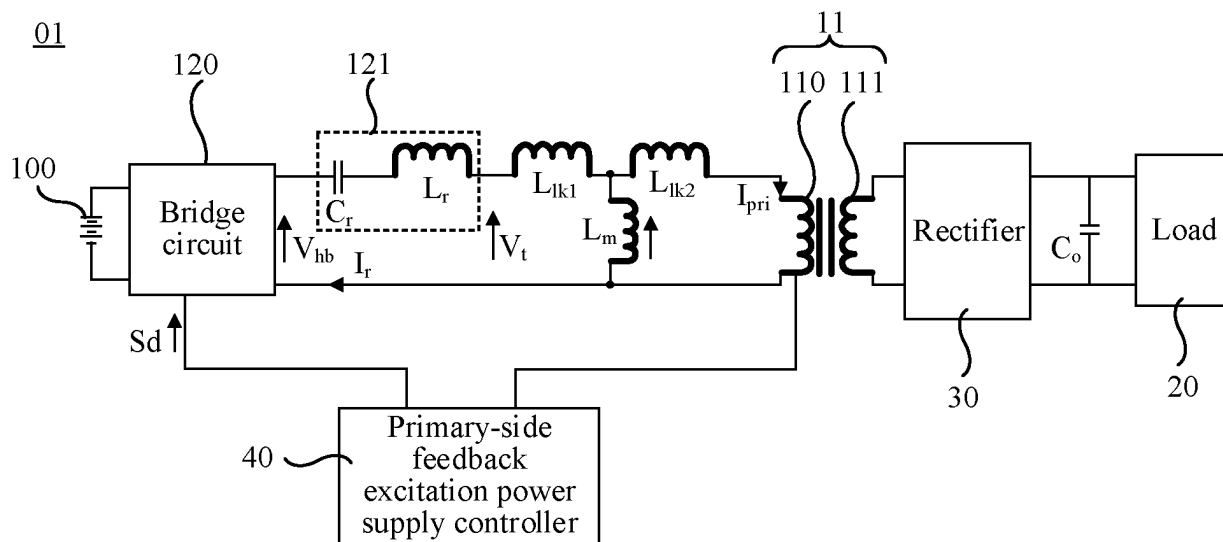 01
11
120
121
110
111
100
Bridge
circuit
C_r
L_r
L_lk1
L_lk2
I_pri
L_m
V_hb
V_t
I_r
Rectifier
C_o
Load
Sd
30
20
40
Primary-side
feedback
excitation power
supply controller